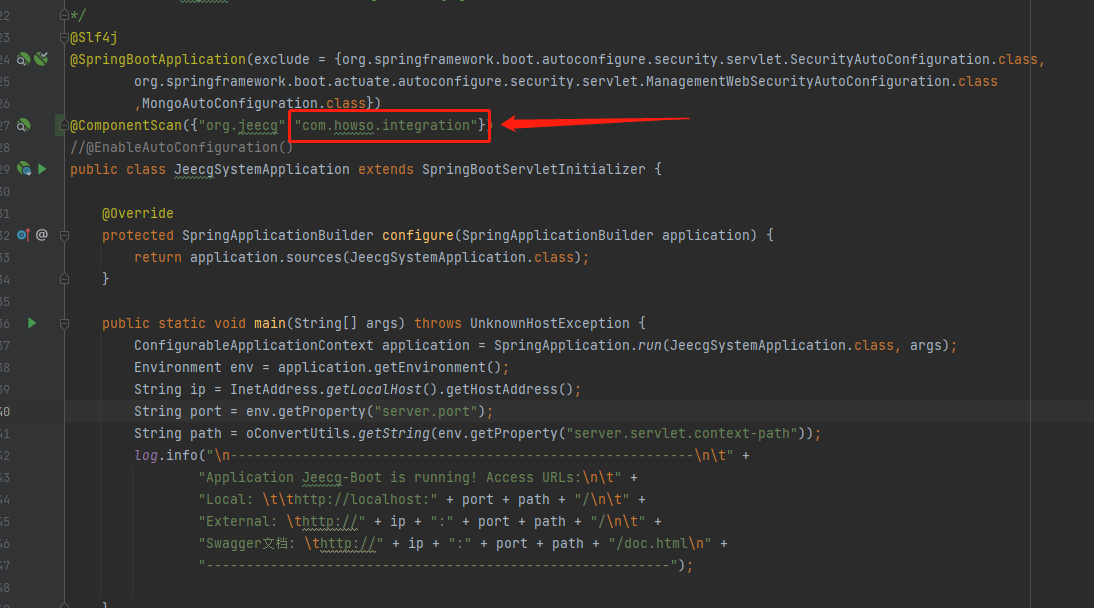 22 */
23 @Slf4j
24 @SpringBootApplication(exclude = {org.springframework.boot.autoconfigure.security.servlet.SecurityAutoConfiguration.class,
25 org.springframework.boot.actuate.autoconfigure.security.servlet.ManagementWebSecurityAutoConfiguration.class
26 ,MongoAutoConfiguration.class})
27 @ComponentScan({"org.jeecg" "com.howso.integration"})
28 //@EnableAutoConfiguration()
29 public class JeecgSystemApplication extends SpringBootServletInitializer {
30
31 @Override
32 @ protected SpringApplicationBuilder configure(SpringApplicationBuilder application) {
33 return application.sources(JeecgSystemApplication.class);
34 }
35
36 public static void main(String[] args) throws UnknownHostException {
37 ConfigurableApplicationContext application = SpringApplication.run(JeecgSystemApplication.class, args);
38 Environment env = application.getEnvironment();
39 String ip = InetAddress.getLocalHost().getHostAddress();
40 String port = env.getProperty("server.port");
41 String path = oConvertUtils.getString(env.getProperty("server.servlet.context-path"));
42 log.info("\n----------------------------------------------------------\n\t" +
43 "Application Jeecg-Boot is running! Access URLs:\n\t" +
44 "Local: \t\thttp://localhost:" + port + path + "/\n\t" +
45 "External: \thttp://" + ip + ":" + port + path + "/\n\t" +
46 "Swagger文档: \thttp://" + ip + ":" + port + path + "/doc.html\n" +
47 "----------------------------------------------------------");
48
}